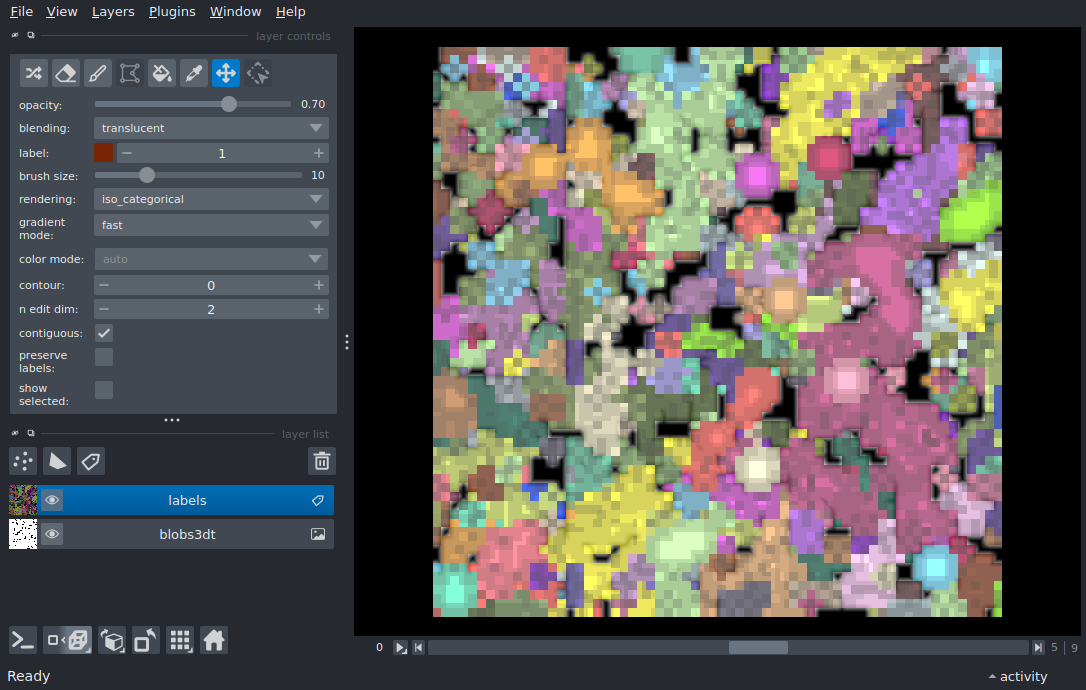 File View Layers Plugins Window Help
layer controls
opacity: 0.70
blending: translucent
label: 1
brush size: 10
rendering: iso_categorical
gradient
mode: fast
color mode: auto
contour: 0
n edit dim: 2
contiguous:
preserve
labels:
show
selected:
layer list
labels
blobs3dt
0 5 | 9
Ready activity